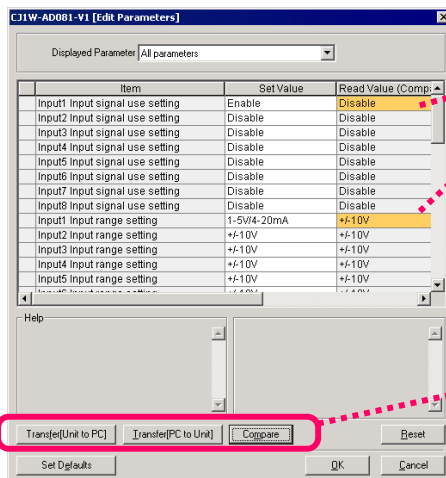 CJ1W-AD081-V1 [Edit Parameters]
Displayed Parameter All parameters
Item Set Value Read Value (Comp
Input1 Input signal use setting Enable Disable
Input2 Input signal use setting Disable Disable
Input3 Input signal use setting Disable Disable
Input4 Input signal use setting Disable Disable
Input5 Input signal use setting Disable Disable
Input6 Input signal use setting Disable Disable
Input7 Input signal use setting Disable Disable
Input8 Input signal use setting Disable Disable
Input1 Input range setting 1-5V/4-20mA +/-10V
Input2 Input range setting +/-10V +/-10V
Input3 Input range setting +/-10V +/-10V
Input4 Input range setting +/-10V +/-10V
Input5 Input range setting +/-10V +/-10V
Help
Transfer[Unit to PC] Transfer[PC to Unit] Compare Reset
Set Defaults OK Cancel